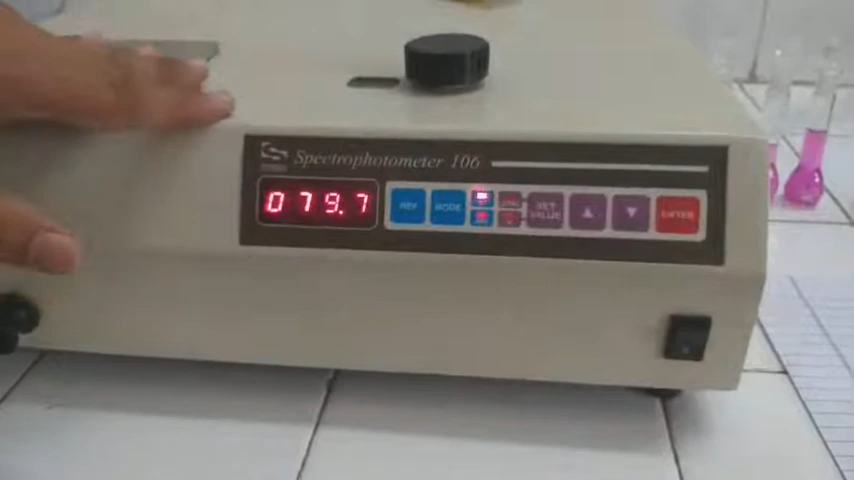 Spectrophotometer 106
079.7
REF
MODE
SET VALUE
ENTER